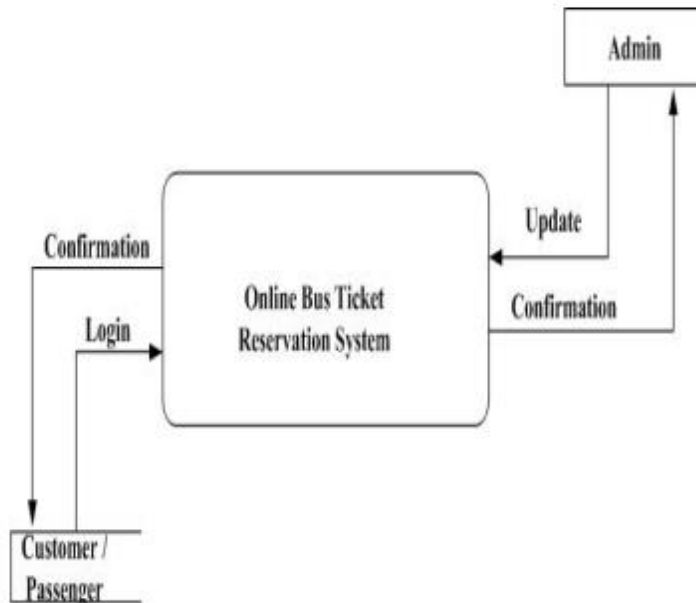 Admin
Update
Confirmation
Online Bus Ticket
Reservation System
Confirmation
Login
Customer /
Passenger